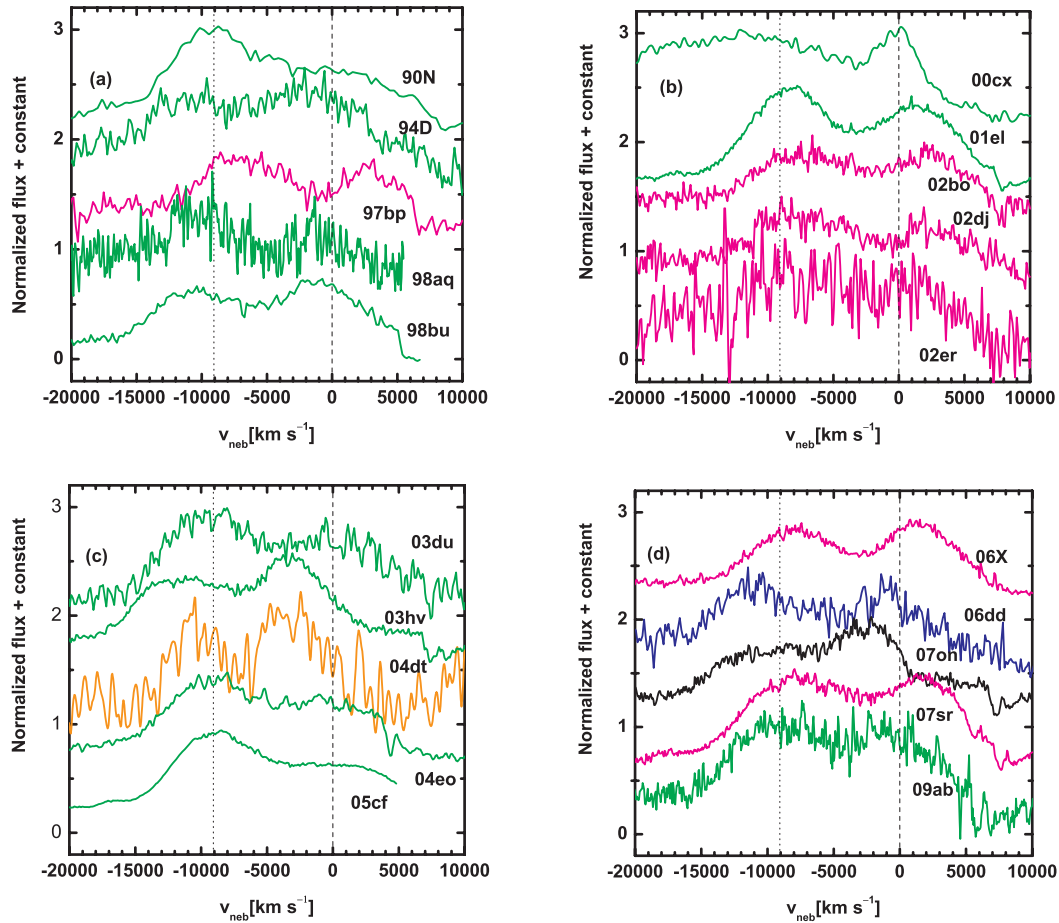 (a)
90N
94D
97bp
98aq
98bu
3
2
1
0
Normalized flux + constant
-20000 -15000 -10000 -5000 0 5000 10000
v_neb[km s⁻¹]
(b)
00cx
01el
02bo
02dj
02er
3
2
1
0
Normalized flux + constant
-20000 -15000 -10000 -5000 0 5000 10000
v_neb[km s⁻¹]
(c)
03du
03hv
04dt
04eo
05cf
3
2
1
0
Normalized flux + constant
-20000 -15000 -10000 -5000 0 5000 10000
v_neb[km s⁻¹]
(d)
06X
06dd
07on
07sr
09ab
3
2
1
0
Normalized flux + constant
-20000 -15000 -10000 -5000 0 5000 10000
v_neb[km s⁻¹]